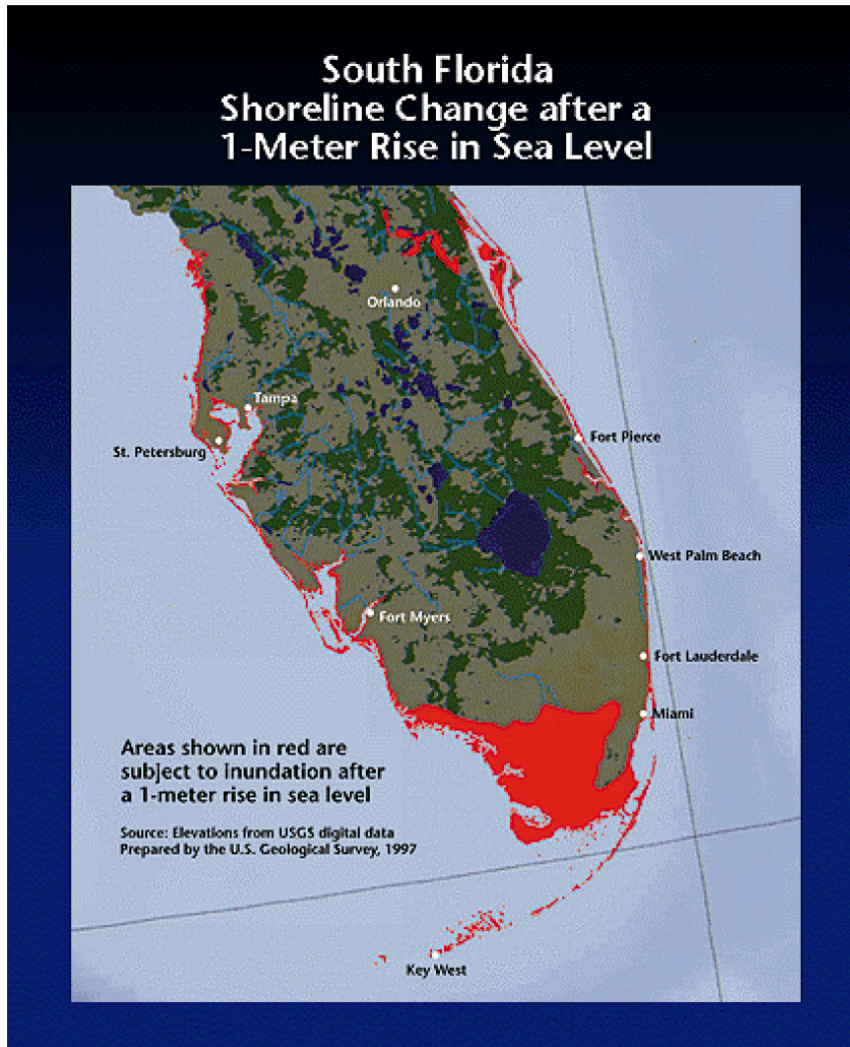 South Florida
Shoreline Change after a
1-Meter Rise in Sea Level
Orlando
Tampa
St. Petersburg
Fort Pierce
West Palm Beach
Fort Myers
Fort Lauderdale
Miami
Areas shown in red are
subject to inundation after
a 1-meter rise in sea level
Source: Elevations from USGS digital data
Prepared by the U.S. Geological Survey, 1997
Key West